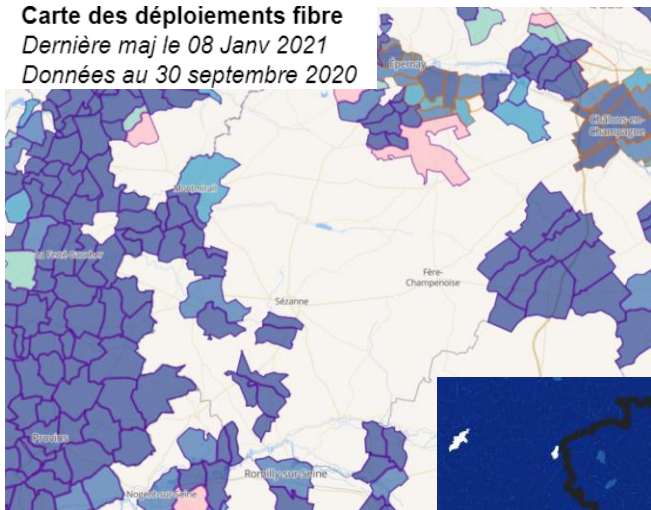 Carte des déploiements fibre
Dernière maj le 08 Janv 2021
Données au 30 septembre 2020
Épernay
Châlons-en-
Champagne
Montmirail
La Ferté-Gaucher
Fère-
Champenoise
Sézanne
Provins
Romilly-sur-Seine
Nogent-sur-Seine